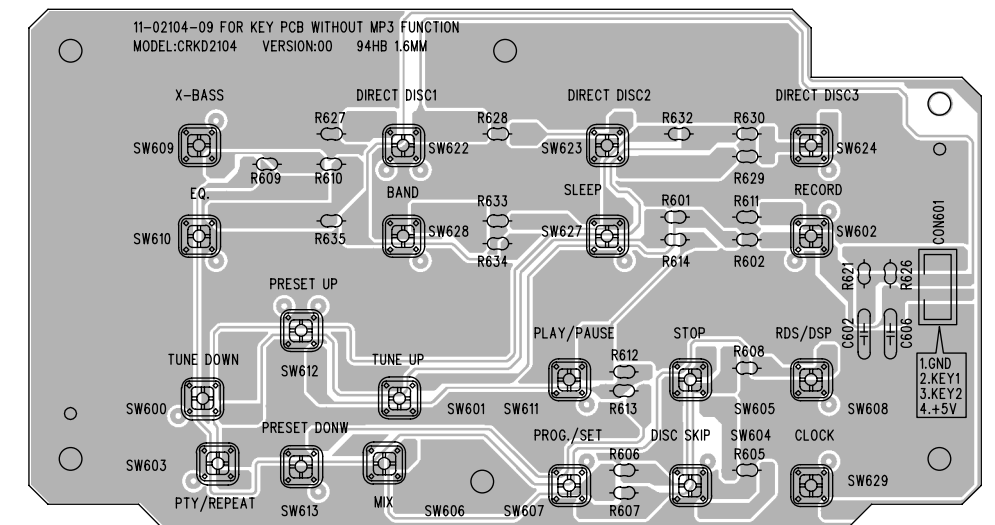 11-02104-09 FOR KEY PCB WITHOUT MP3 FUNCTION
MODEL:CRKD2104 VERSION:00 94HB 1.6MM
X-BASS DIRECT DISC1 DIRECT DISC2 DIRECT DISC3
R627 R628 R632 R630
SW609 SW622 SW623 SW624
R609 R610 R629
EQ. BAND SLEEP RECORD
R633 R601 R611
SW610 R635 SW628 SW627 SW602
R634 R614 R602
CON601
R621 R626
PRESET UP
C602 C606
PLAY/PAUSE STOP RDS/DSP
TUNE DOWN SW612 TUNE UP R612 R608
1.GND
2.KEY1
3.KEY2
4.+5V
SW600 SW601 SW611 R613 SW605 SW608
PRESET DONW PROG./SET DISC SKIP SW604 CLOCK
SW603 R606 R605
SW629
PTY/REPEAT SW613 MIX SW606 SW607 R607